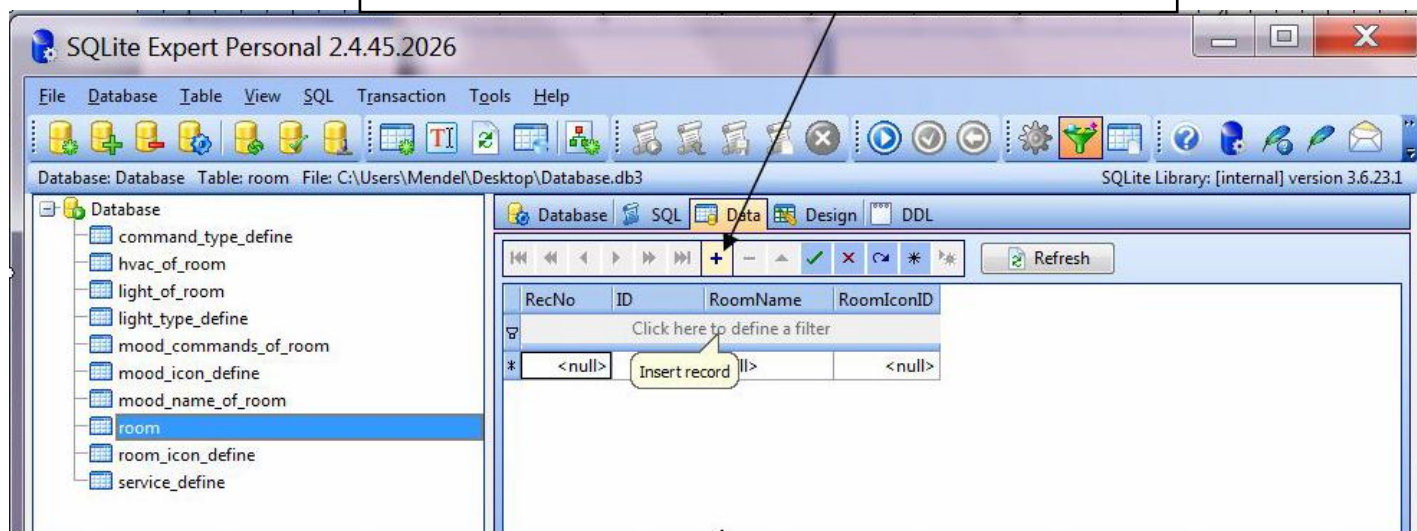 SQLite Expert Personal 2.4.45.2026
File Database Table View SQL Transaction Tools Help
Database: Database Table: room File: C:\Users\Mendel\Desktop\Database.db3 SQLite Library: [internal] version 3.6.23.1
Database
command_type_define
hvac_of_room
light_of_room
light_type_define
mood_commands_of_room
mood_icon_define
mood_name_of_room
room
room_icon_define
service_define
Database SQL Data Design DDL
Refresh
RecNo ID RoomName RoomIconID
Click here to define a filter
<null> ll> <null>
Insert record